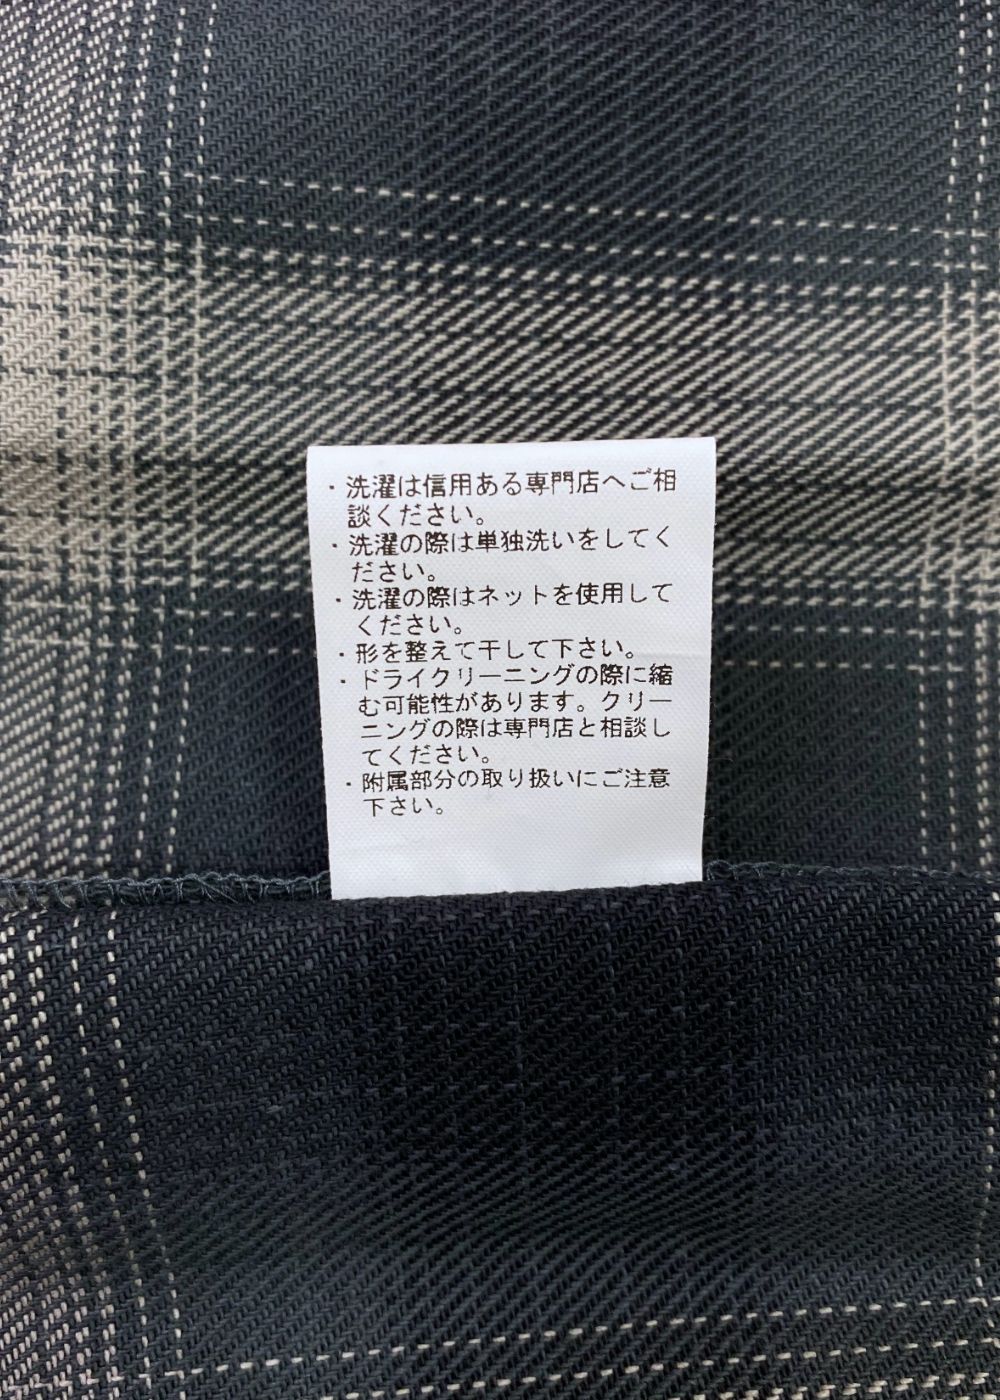 ・洗濯は信用ある専門店へご相
談ください。
・洗濯の際は単独洗いをしてく
ださい。
・洗濯の際はネットを使用して
ください。
・形を整えて干して下さい。
・ドライクリーニングの際に縮
む可能性があります。クリー
ニングの際は専門店と相談し
てください。
・附属部分の取り扱いにご注意
下さい。